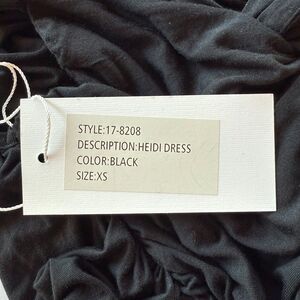 STYLE:17-8208
DESCRIPTION:HEIDI DRESS
COLOR:BLACK
SIZE:XS